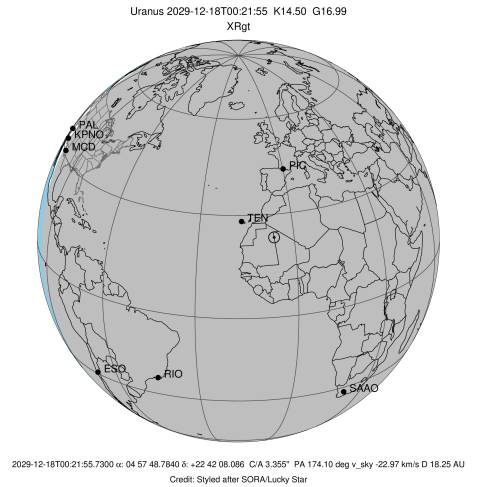 Uranus 2029-12-18T00:21:55 K14.50 G16.99
XRgt
PAL
KPNO
MCD
PIC
TEN
ESO
RIO
SAAO
2029-12-18T00:21:55.7300 α: 04 57 48.7840 δ: +22 42 08.086 C/A 3.355" PA 174.10 deg v_sky -22.97 km/s D 18.25 AU
Credit: Styled after SORA/Lucky Star